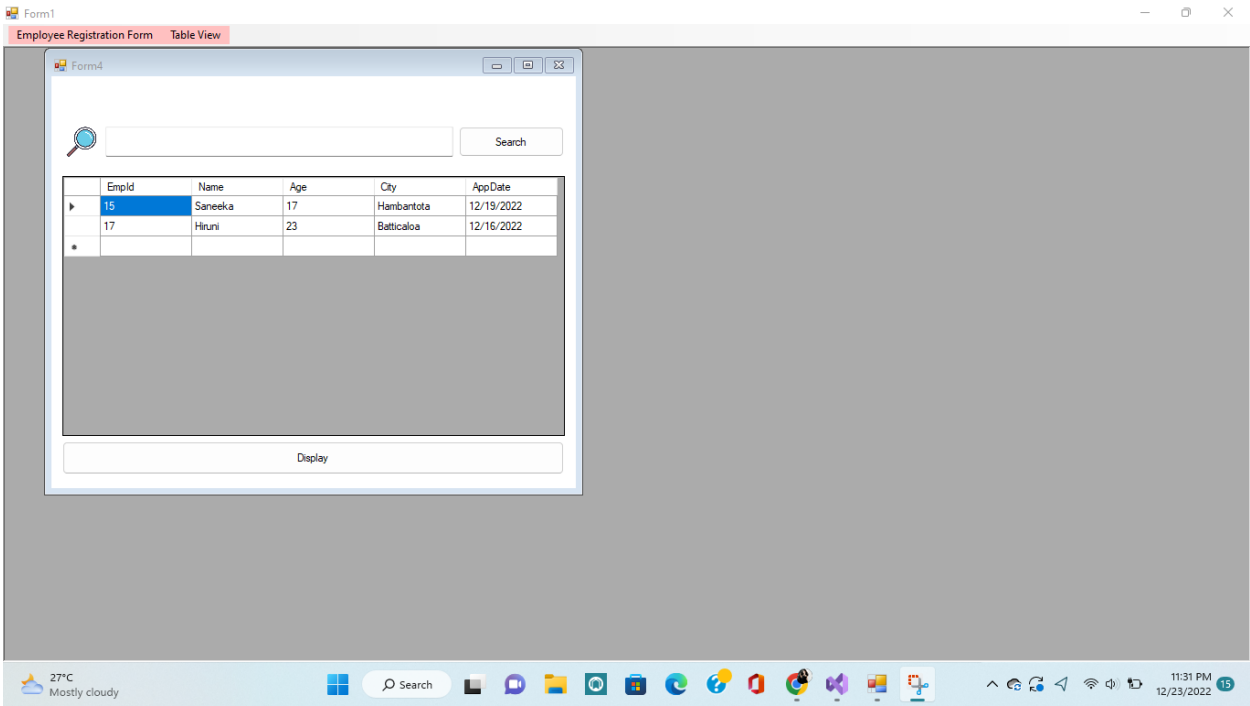 Form1
Employee Registration Form Table View
Form4
Search
EmpId Name Age City AppDate
15 Saneeka 17 Hambantota 12/19/2022
17 Hiruni 23 Batticaloa 12/16/2022
Display
27°C
Mostly cloudy
Search
11:31 PM
12/23/2022
15